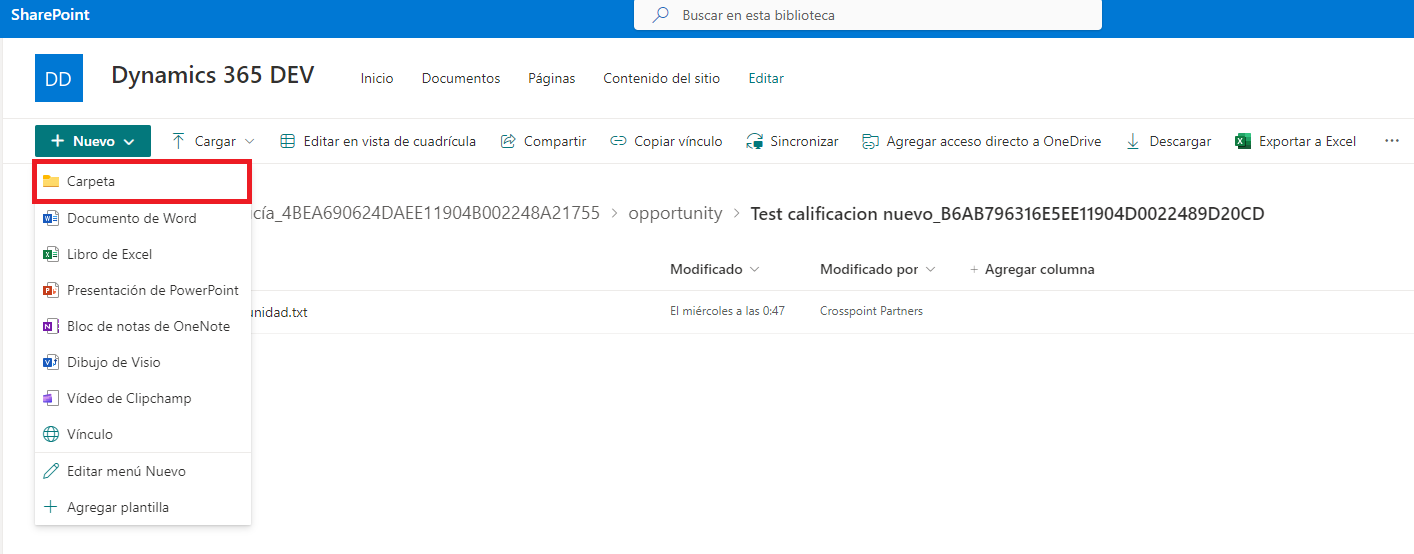 SharePoint
Buscar en esta biblioteca
DD
Dynamics 365 DEV
Inicio
Documentos
Páginas
Contenido del sitio
Editar
Nuevo
Cargar
Editar en vista de cuadrícula
Compartir
Copiar vínculo
Sincronizar
Agregar acceso directo a OneDrive
Descargar
Exportar a Excel
Carpeta
Documento de Word
Libro de Excel
Presentación de PowerPoint
Bloc de notas de OneNote
Dibujo de Visio
Vídeo de Clipchamp
Vínculo
Editar menú Nuevo
Agregar plantilla
cía_4BEA690624DAEE11904B002248A21755 > opportunity > Test calificacion nuevo_B6AB796316E5EE11904D0022489D20CD
Modificado
Modificado por
+ Agregar columna
unidad.txt
El miércoles a las 0:47
Crosspoint Partners